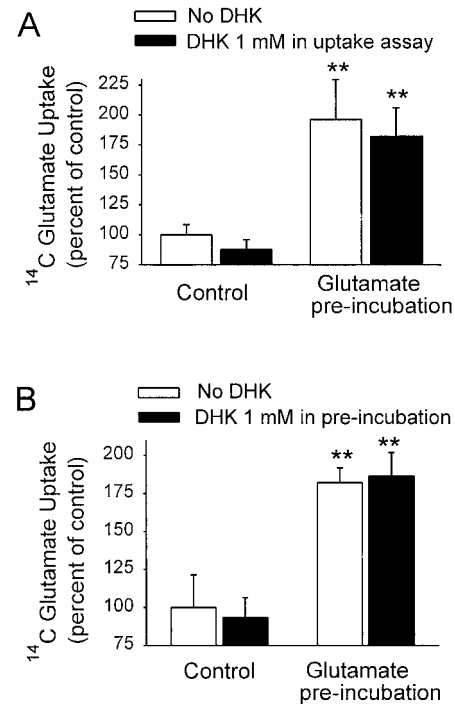 A
No DHK
DHK 1 mM in uptake assay
14C Glutamate Uptake
(percent of control)
225
200
175
150
125
100
75
**
**
Control
Glutamate
pre-incubation
B
No DHK
DHK 1 mM in pre-incubation
14C Glutamate Uptake
(percent of control)
200
175
150
125
100
75
**
**
Control
Glutamate
pre-incubation